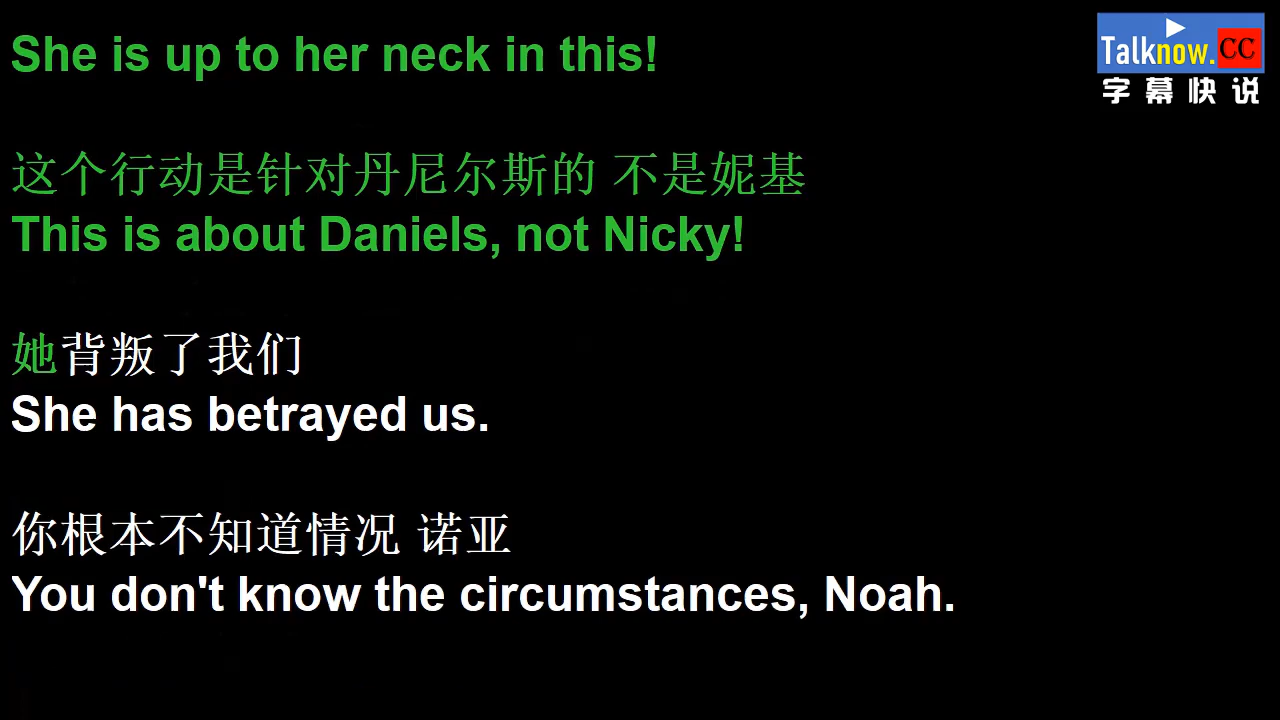 She is up to her neck in this!
Talknow.CC
字幕快说
这个行动是针对丹尼尔斯的 不是妮基
This is about Daniels, not Nicky!
她背叛了我们
She has betrayed us.
你根本不知道情况 诺亚
You don't know the circumstances, Noah.